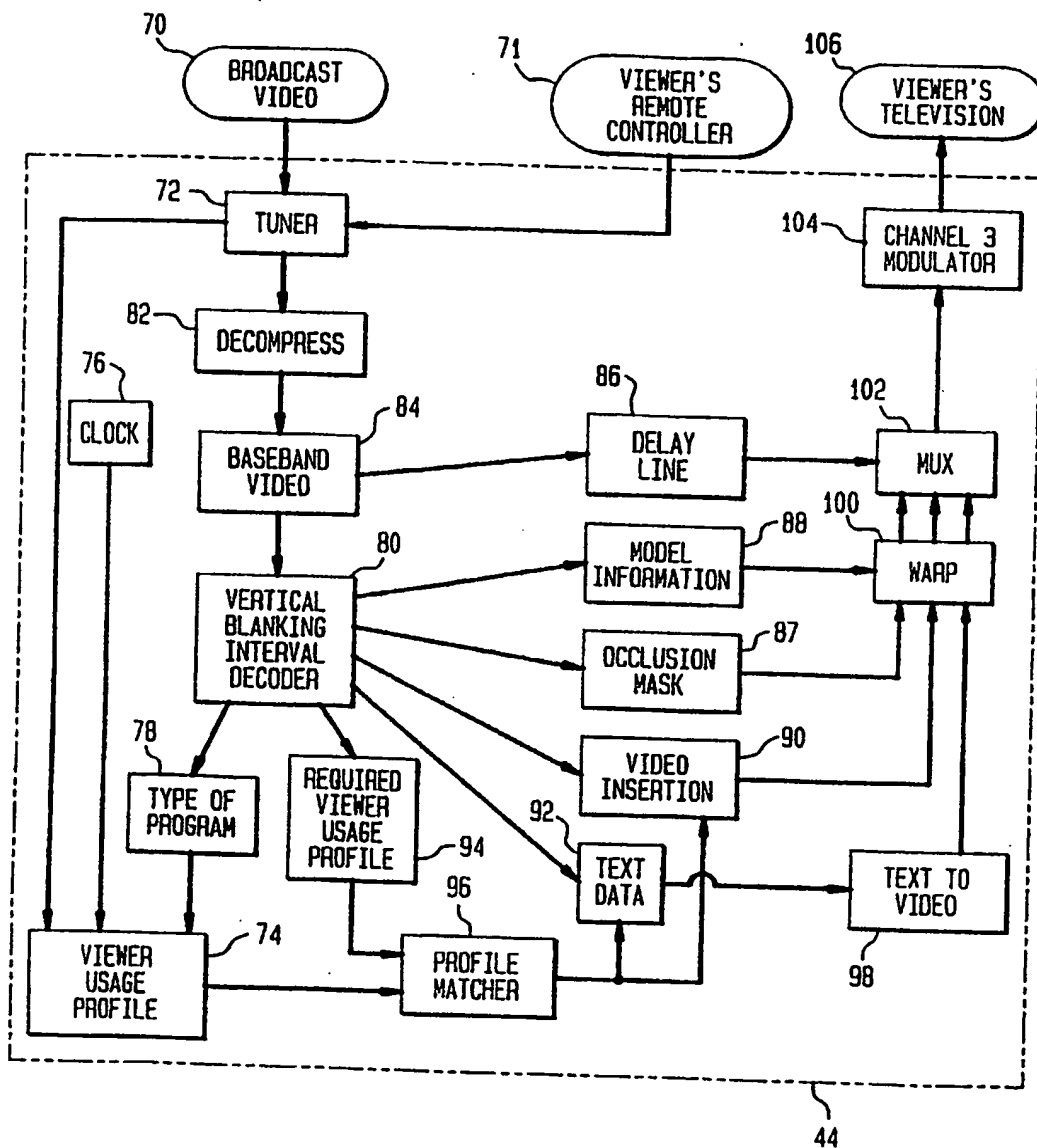 70
BROADCAST
VIDEO
71
VIEWER'S
REMOTE
CONTROLLER
106
VIEWER'S
TELEVISION
72
TUNER
104
CHANNEL 3
MODULATOR
82
DECOMPRESS
76
CLOCK
84
BASEBAND
VIDEO
86
DELAY
LINE
102
MUX
80
VERTICAL
BLANKING
INTERVAL
DECODER
88
MODEL
INFORMATION
100
WARP
87
OCCLUSION
MASK
78
TYPE OF
PROGRAM
REQUIRED
VIEWER
USAGE
PROFILE
94
90
VIDEO
INSERTION
92
TEXT
DATA
TEXT TO
VIDEO
98
74
VIEWER
USAGE
PROFILE
96
PROFILE
MATCHER
44